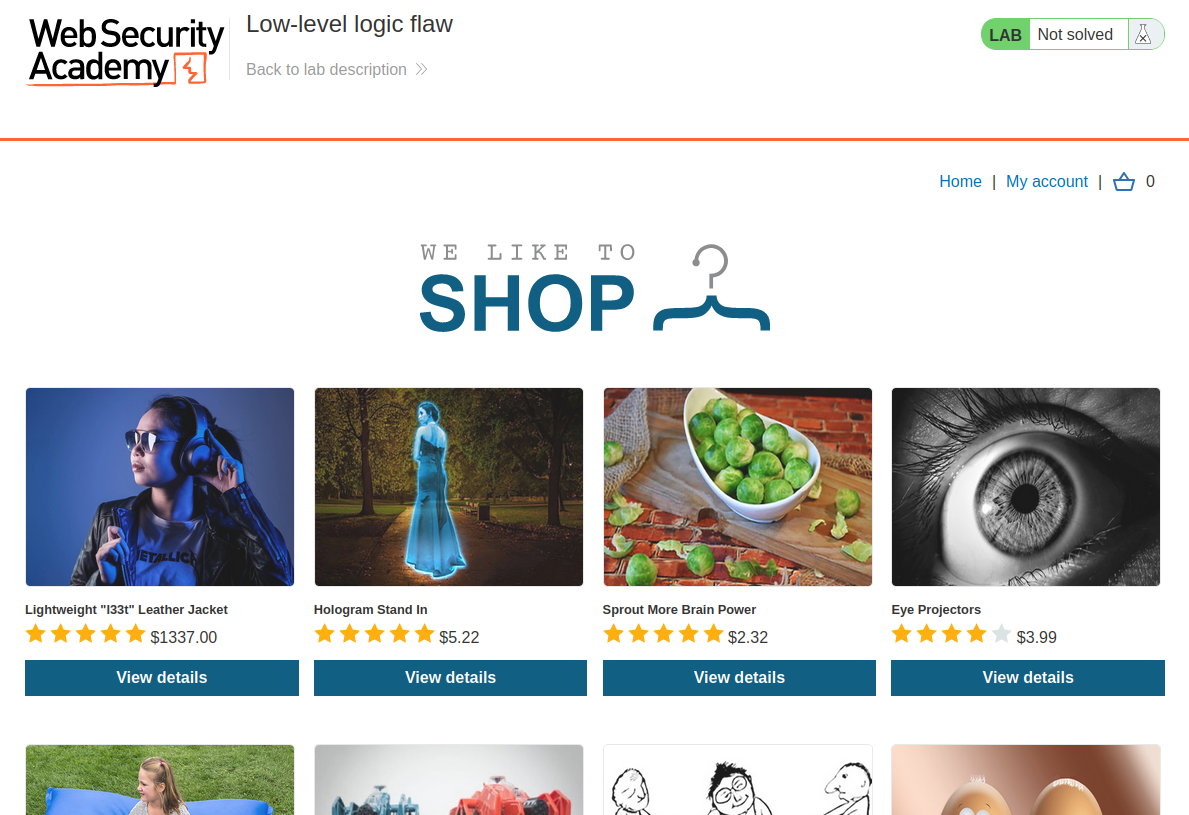 Web Security
Academy
Low-level logic flaw
Back to lab description
LAB Not solved
Home | My account | 0
WE LIKE TO
SHOP
Lightweight "l33t" Leather Jacket
$1337.00
View details
Hologram Stand In
$5.22
View details
Sprout More Brain Power
$2.32
View details
Eye Projectors
$3.99
View details
METALLICA